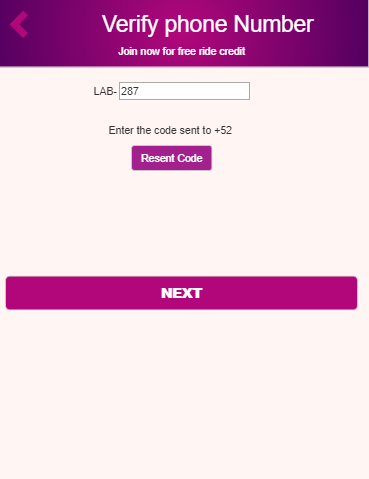 Verify phone Number
Join now for free ride credit
LAB- 287
Enter the code sent to +52
Resent Code
NEXT